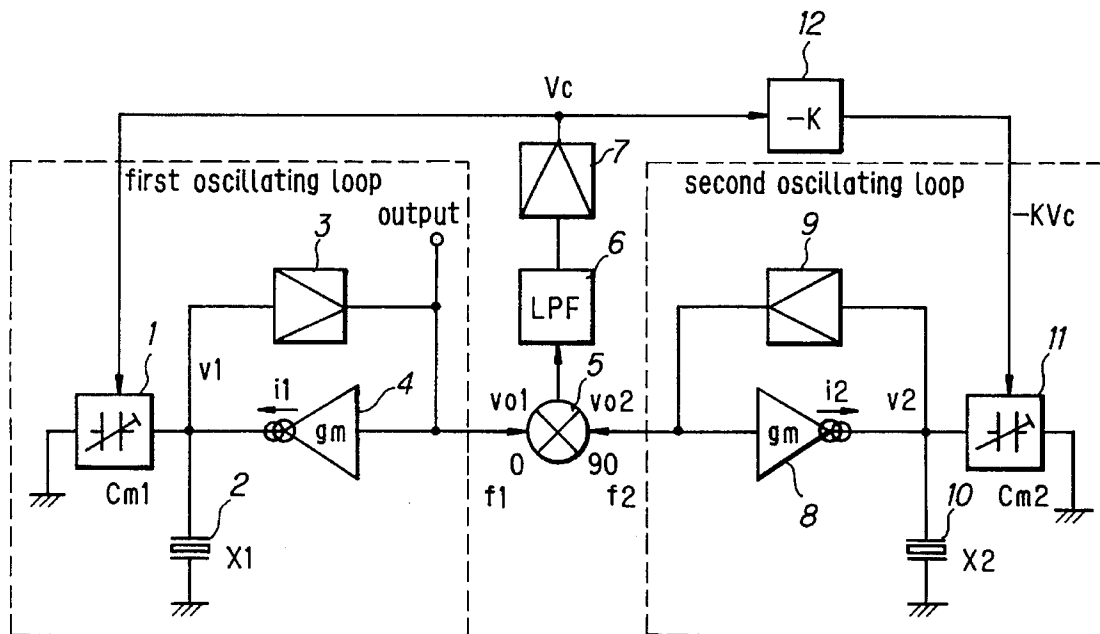 12
Vc
-K
7
first oscillating loop
second oscillating loop
output
-KVc
3
6
9
LPF
1
11
v1
i1
4
vo1
5
vo2
i2
v2
gm
gm
0
90
Cm1
f1
f2
8
Cm2
2
10
X1
X2